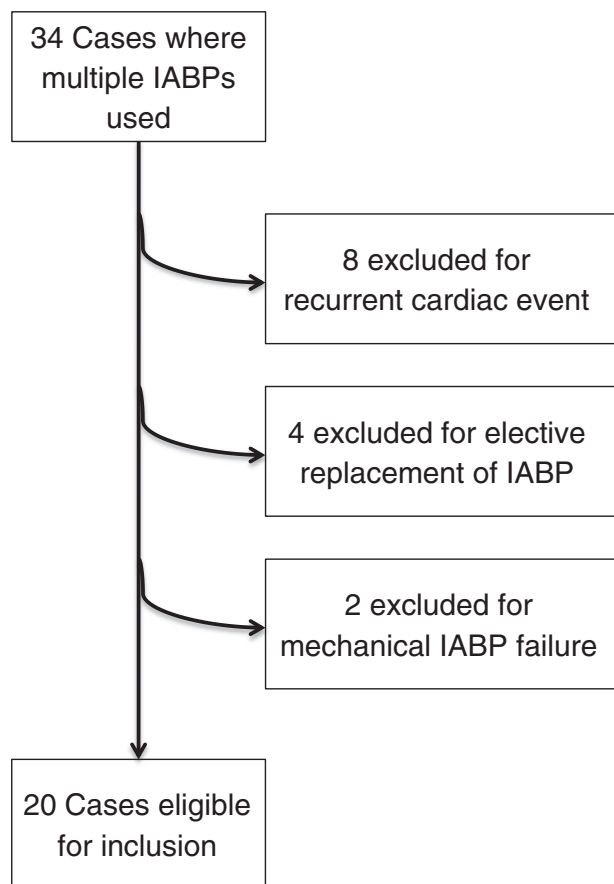 34 Cases where
multiple IABPs
used
8 excluded for
recurrent cardiac event
4 excluded for elective
replacement of IABP
2 excluded for
mechanical IABP failure
20 Cases eligible
for inclusion